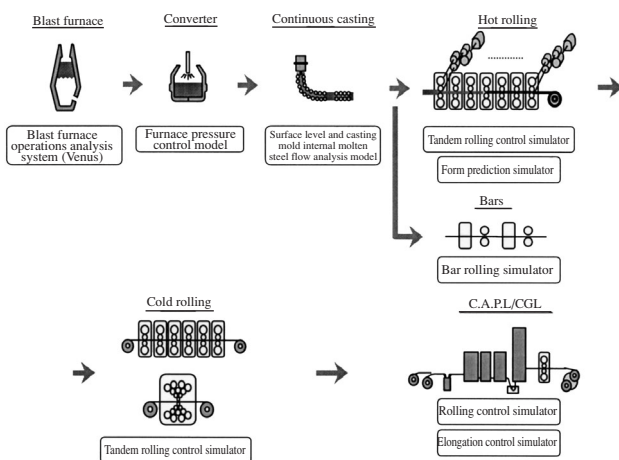 Blast furnace
Converter
Continuous casting
Hot rolling
Blast furnace
operations analysis
system (Venus)
Furnace pressure
control model
Surface level and casting
mold internal molten
steel flow analysis model
Tandem rolling control simulator
Form prediction simulator
Bars
Bar rolling simulator
Cold rolling
C.A.P.L/CGL
Tandem rolling control simulator
Rolling control simulator
Elongation control simulator